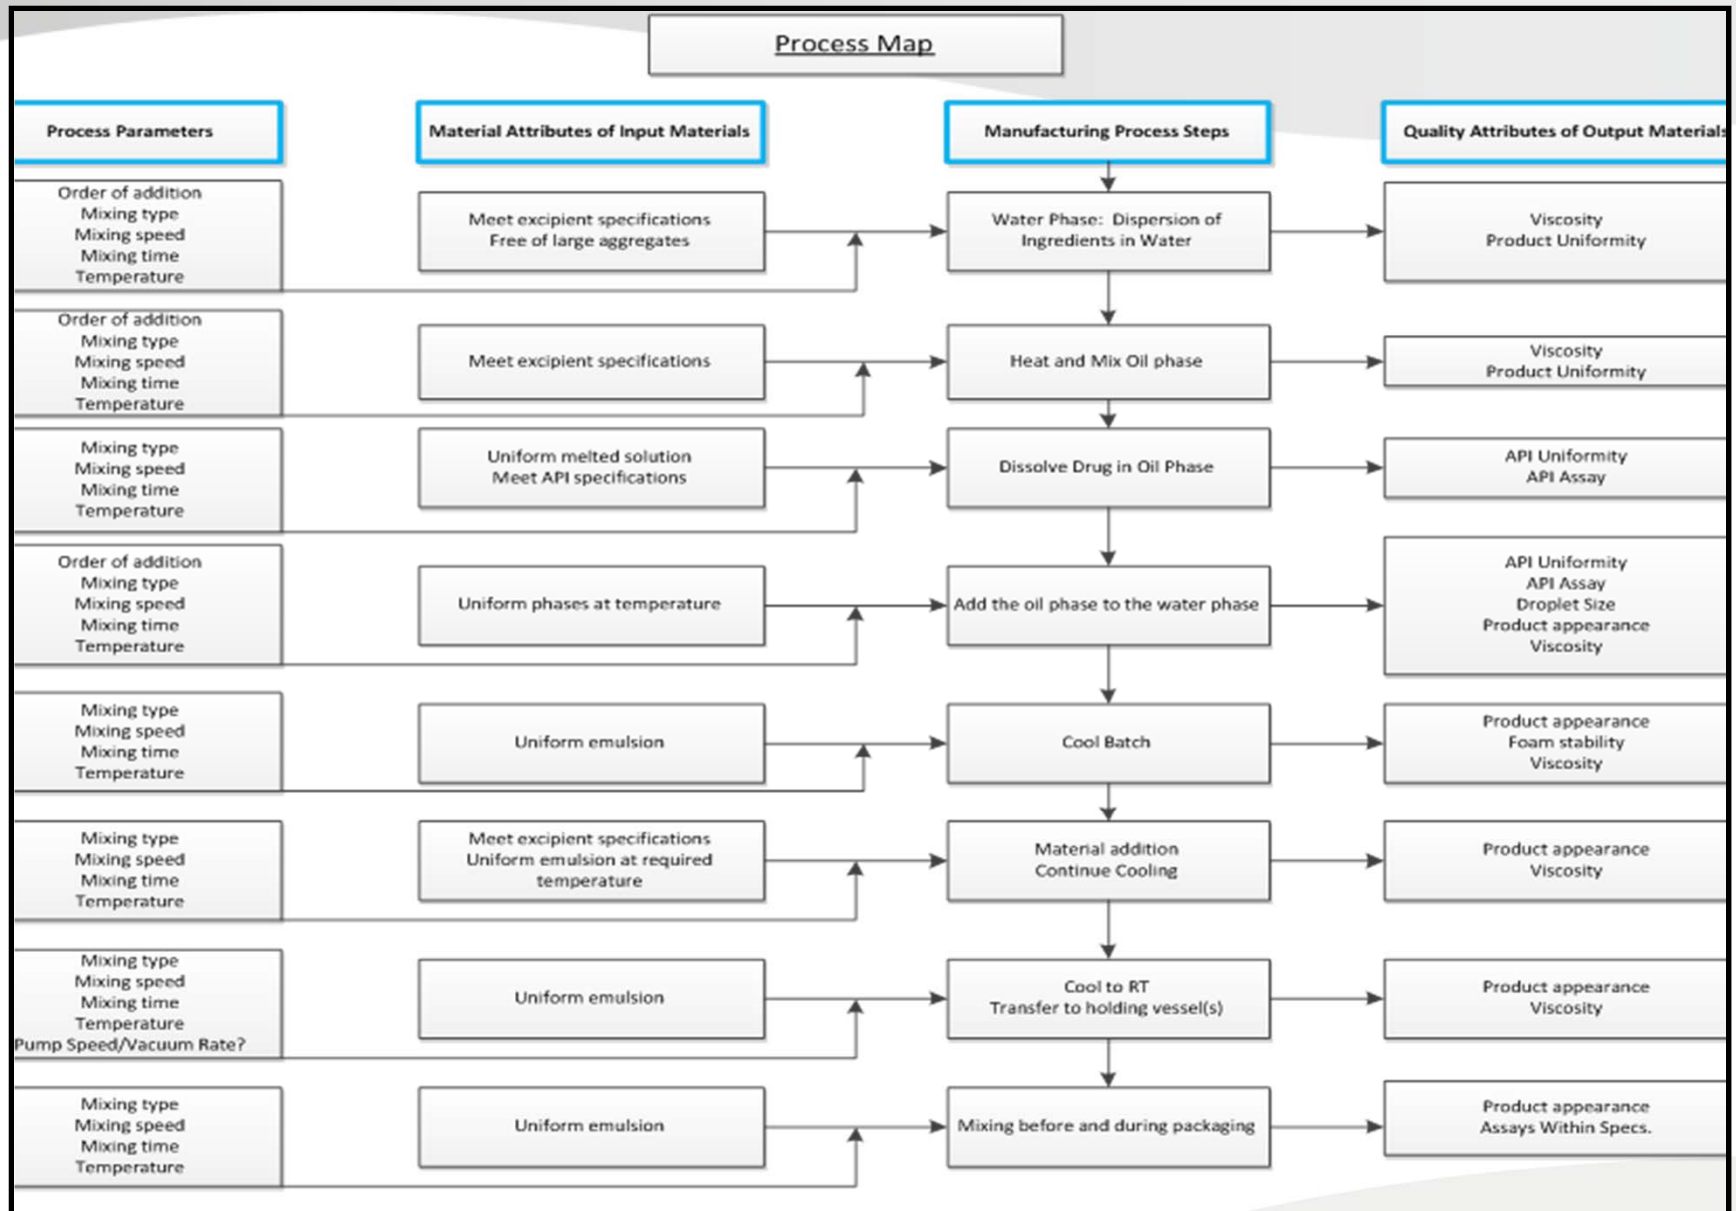 Process Map
Process Parameters
Material Attributes of Input Materials
Manufacturing Process Steps
Quality Attributes of Output Materials
Order of addition
Mixing type
Mixing speed
Mixing time
Temperature
Meet excipient specifications
Free of large aggregates
Water Phase: Dispersion of
Ingredients in Water
Viscosity
Product Uniformity
Order of addition
Mixing type
Mixing speed
Mixing time
Temperature
Meet excipient specifications
Heat and Mix Oil phase
Viscosity
Product Uniformity
Mixing type
Mixing speed
Mixing time
Temperature
Uniform melted solution
Meet API specifications
Dissolve Drug in Oil Phase
API Uniformity
API Assay
Order of addition
Mixing type
Mixing speed
Mixing time
Temperature
Uniform phases at temperature
Add the oil phase to the water phase
API Uniformity
API Assay
Droplet Size
Product appearance
Viscosity
Mixing type
Mixing speed
Mixing time
Temperature
Uniform emulsion
Cool Batch
Product appearance
Foam stability
Viscosity
Mixing type
Mixing speed
Mixing time
Temperature
Meet excipient specifications
Uniform emulsion at required
temperature
Material addition
Continue Cooling
Product appearance
Viscosity
Mixing type
Mixing speed
Mixing time
Temperature
Pump Speed/Vacuum Rate?
Uniform emulsion
Cool to RT
Transfer to holding vessel(s)
Product appearance
Viscosity
Mixing type
Mixing speed
Mixing time
Temperature
Uniform emulsion
Mixing before and during packaging
Product appearance
Assays Within Specs.